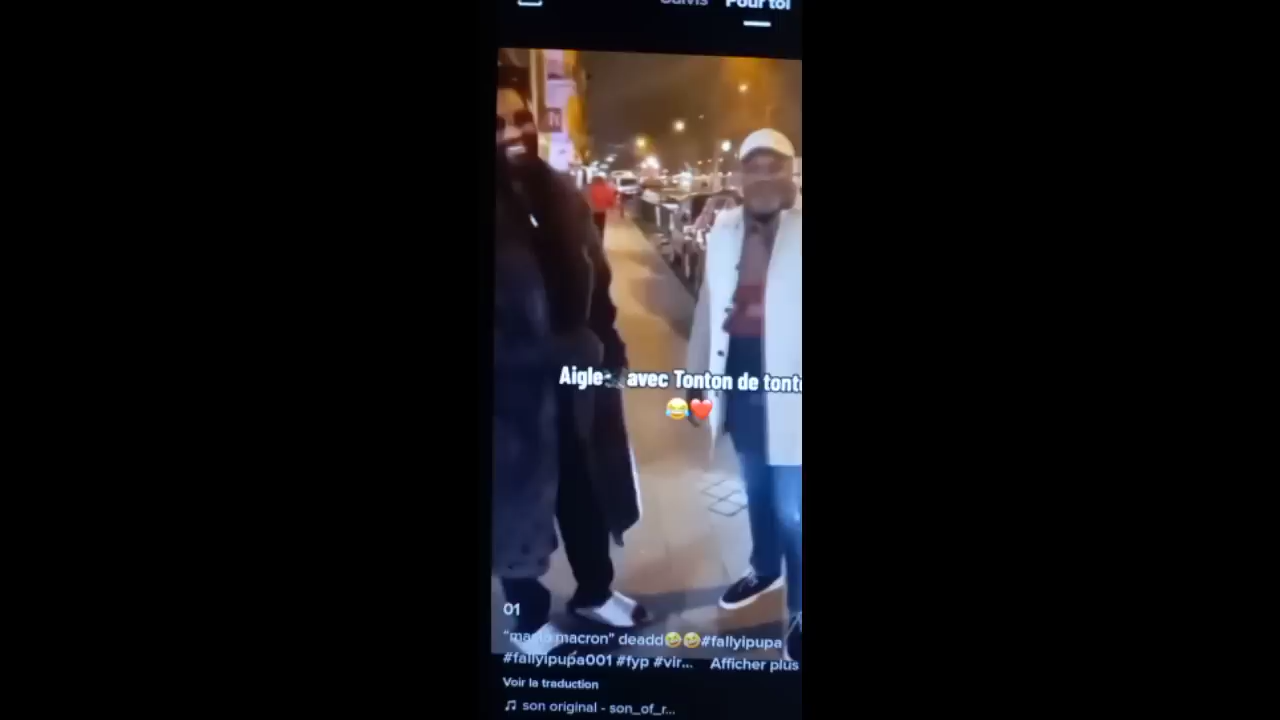 Suivis Pour toi
Aigle avec Tonton de tont
😂❤️
01
macron" deadd🤣🤣#fallyipupa
#fallyipupa001 #fyp #vir... Afficher plus
Voir la traduction
son original - son_of_r...